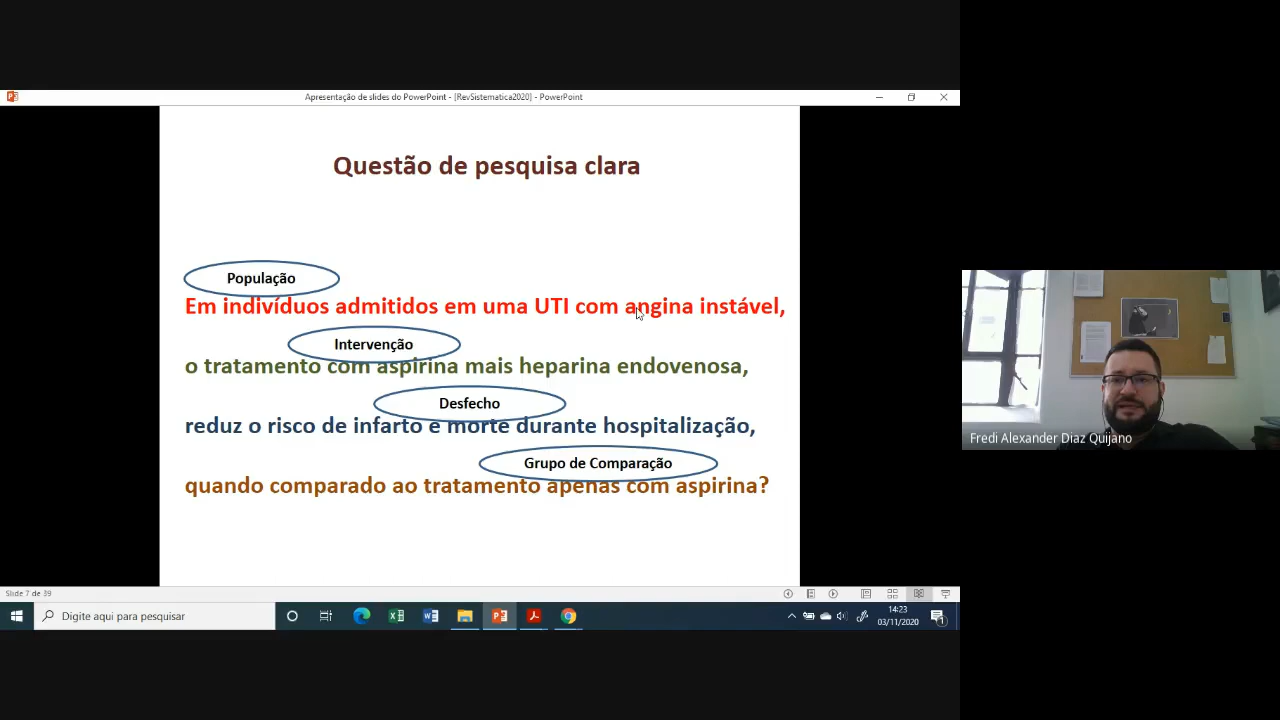 Apresentação de slides do PowerPoint - [RevSistematica2020] - PowerPoint
Questão de pesquisa clara
População
Em indivíduos admitidos em uma UTI com angina instável,
Intervenção
o tratamento com aspirina mais heparina endovenosa,
Desfecho
reduz o risco de infarto e morte durante hospitalização,
Grupo de Comparação
quando comparado ao tratamento apenas com aspirina?
Fredi Alexander Diaz Quijano
Slide 7 de 39
Digite aqui para pesquisar
14:23
03/11/2020
1